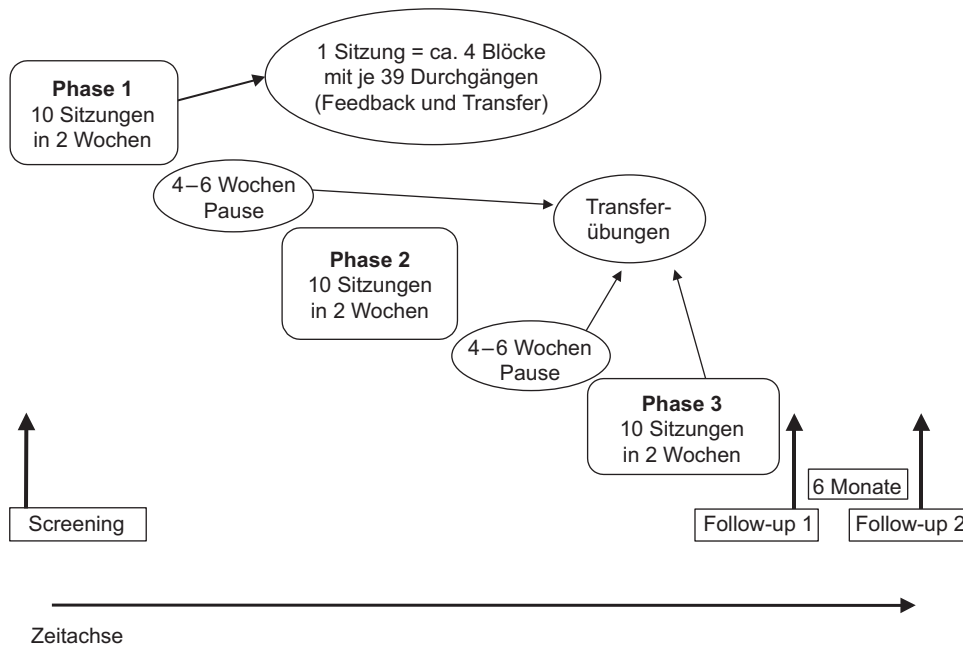 1 Sitzung = ca. 4 Blöcke
mit je 39 Durchgängen
(Feedback und Transfer)
Phase 1
10 Sitzungen
in 2 Wochen
4–6 Wochen
Pause
Transfer-
übungen
Phase 2
10 Sitzungen
in 2 Wochen
4–6 Wochen
Pause
Phase 3
10 Sitzungen
in 2 Wochen
6 Monate
Screening
Follow-up 1
Follow-up 2
Zeitachse